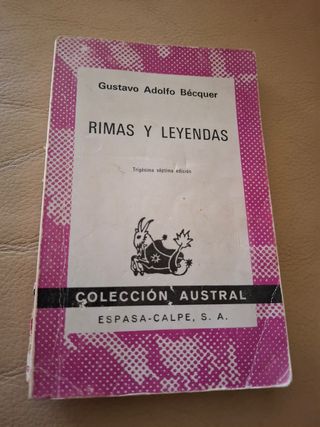 Gustavo Adolfo Bécquer
RIMAS Y LEYENDAS
Trigésima séptima edición
COLECCIÓN AUSTRAL
ESPASA-CALPE, S. A.